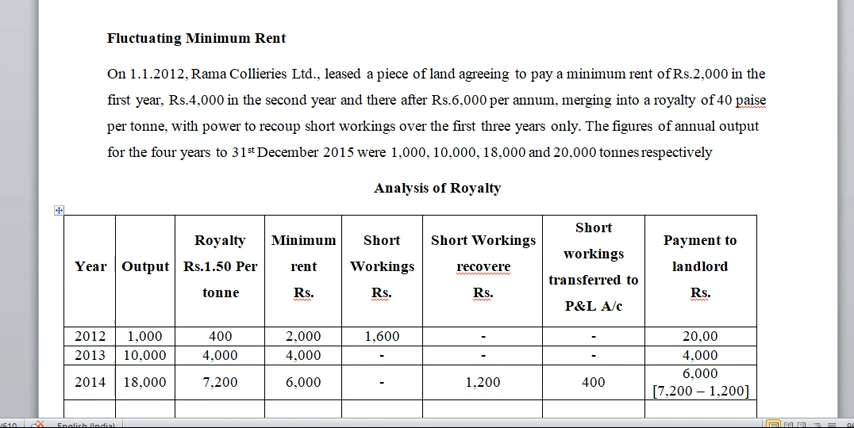 Fluctuating Minimum Rent
On 1.1.2012, Rama Collieries Ltd., leased a piece of land agreeing to pay a minimum rent of Rs.2,000 in the
first year, Rs.4,000 in the second year and there after Rs.6,000 per annum, merging into a royalty of 40 paise
per tonne, with power to recoup short workings over the first three years only. The figures of annual output
for the four years to 31st December 2015 were 1,000, 10,000, 18,000 and 20,000 tonnes respectively
Analysis of Royalty
Year Output Royalty Rs.1.50 Per tonne Minimum rent Rs. Short Workings Rs. Short Workings recovere Rs. Short workings transferred to P&L A/c Payment to landlord Rs.
2012 1,000 400 2,000 1,600 - - 20,00
2013 10,000 4,000 4,000 - - - 4,000
2014 18,000 7,200 6,000 - 1,200 400 6,000 [7,200 – 1,200]
/610 English (India)